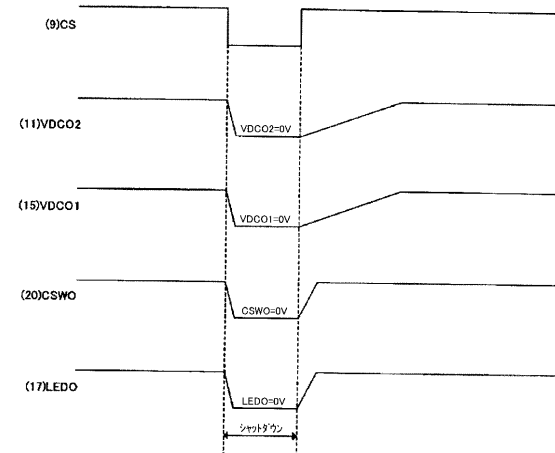 (9)CS
(11)VDCO2
VDCO2=0V
(15)VDCO1
VDCO1=0V
(20)CSWO
CSWO=0V
(17)LEDO
LEDO=0V
ｼｬｯﾄﾀﾞｳﾝ